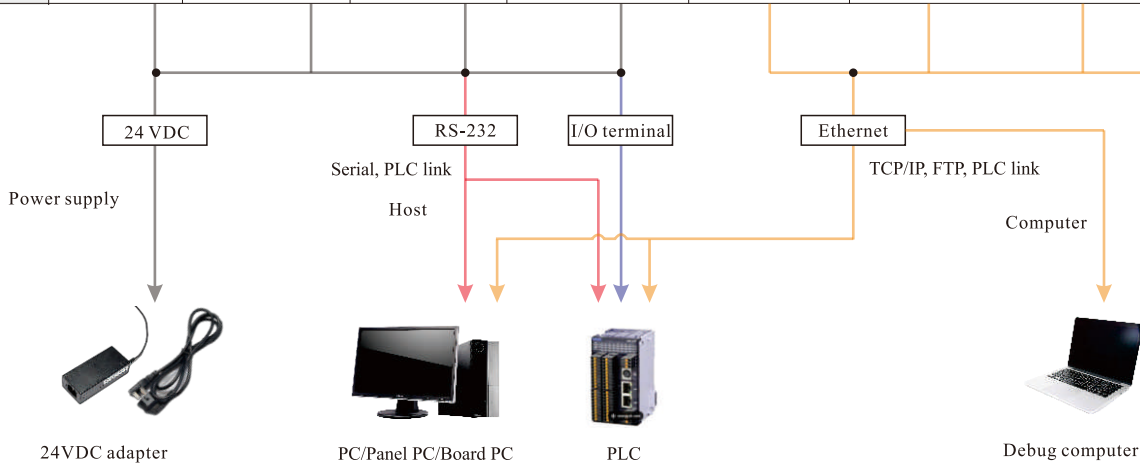 24 VDC
RS-232
I/O terminal
Ethernet
Serial, PLC link
TCP/IP, FTP, PLC link
Power supply
Host
Computer
24VDC adapter
PC/Panel PC/Board PC
PLC
Debug computer